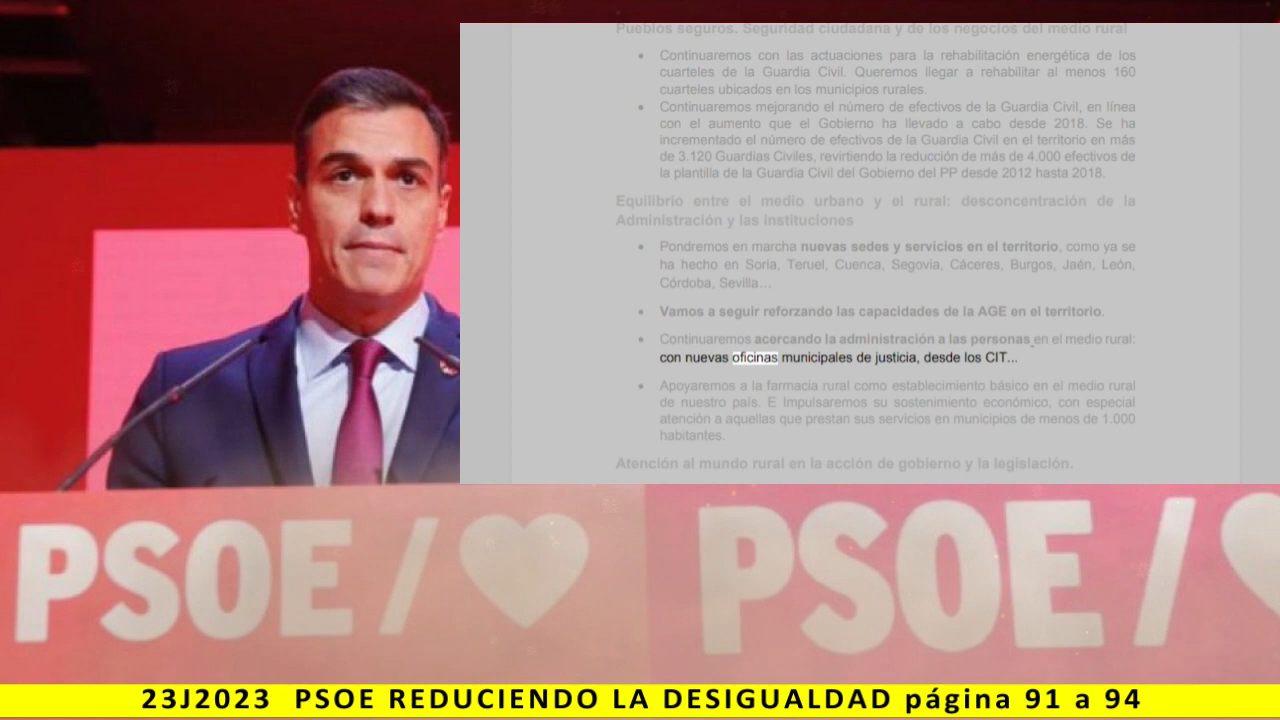 Pueblos seguros. Seguridad ciudadana y de los negocios del medio rural
• Continuaremos con las actuaciones para la rehabilitación energética de los
cuarteles de la Guardia Civil. Queremos llegar a rehabilitar al menos 160
cuarteles ubicados en los municipios rurales.
• Continuaremos mejorando el número de efectivos de la Guardia Civil, en línea
con el aumento que el Gobierno ha llevado a cabo desde 2018. Se ha
incrementado el número de efectivos de la Guardia Civil en el territorio en más
de 3.120 Guardias Civiles, revirtiendo la reducción de más de 4.000 efectivos de
la plantilla de la Guardia Civil del Gobierno del PP desde 2012 hasta 2018.
Equilibrio entre el medio urbano y el rural: desconcentración de la
Administración y las Instituciones
• Pondremos en marcha nuevas sedes y servicios en el territorio, como ya se
ha hecho en Soria, Teruel, Cuenca, Segovia, Cáceres, Burgos, Jaén, León,
Córdoba, Sevilla…
• Vamos a seguir reforzando las capacidades de la AGE en el territorio.
• Continuaremos acercando la administración a las personas en el medio rural:
con nuevas oficinas municipales de justicia, desde los CIT...
• Apoyaremos a la farmacia rural como establecimiento básico en el medio rural
de nuestro país. E Impulsaremos su sostenimiento económico, con especial
atención a aquellas que prestan sus servicios en municipios de menos de 1.000
habitantes.
Atención al mundo rural en la acción de gobierno y la legislación.
PSOE / PSOE /
23J2023 PSOE REDUCIENDO LA DESIGUALDAD página 91 a 94